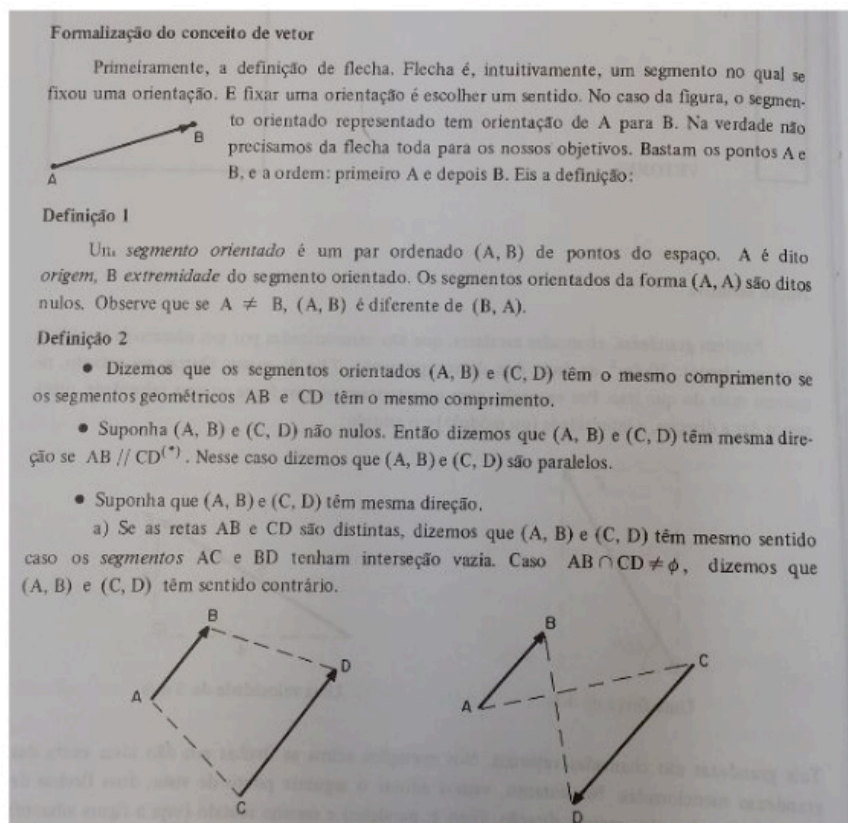 Formalização do conceito de vetor
Primeiramente, a definição de flecha. Flecha é, intuitivamente, um segmento no qual se
fixou uma orientação. E fixar uma orientação é escolher um sentido. No caso da figura, o segmen-
to orientado representado tem orientação de A para B. Na verdade não
precisamos da flecha toda para os nossos objetivos. Bastam os pontos A e
B, e a ordem: primeiro A e depois B. Eis a definição:
B
A
Definição 1
Um segmento orientado é um par ordenado (A, B) de pontos do espaço. A é dito
origem, B extremidade do segmento orientado. Os segmentos orientados da forma (A, A) são ditos
nulos. Observe que se A ≠ B, (A, B) é diferente de (B, A).
Definição 2
● Dizemos que os segmentos orientados (A, B) e (C, D) têm o mesmo comprimento se
os segmentos geométricos AB e CD têm o mesmo comprimento.
● Suponha (A, B) e (C, D) não nulos. Então dizemos que (A, B) e (C, D) têm mesma dire-
ção se AB // CD(*). Nesse caso dizemos que (A, B) e (C, D) são paralelos.
● Suponha que (A, B) e (C, D) têm mesma direção.
a) Se as retas AB e CD são distintas, dizemos que (A, B) e (C, D) têm mesmo sentido
caso os segmentos AC e BD tenham interseção vazia. Caso AB ∩ CD ≠ ϕ, dizemos que
(A, B) e (C, D) têm sentido contrário.
B
D
A
C
B
C
A
D